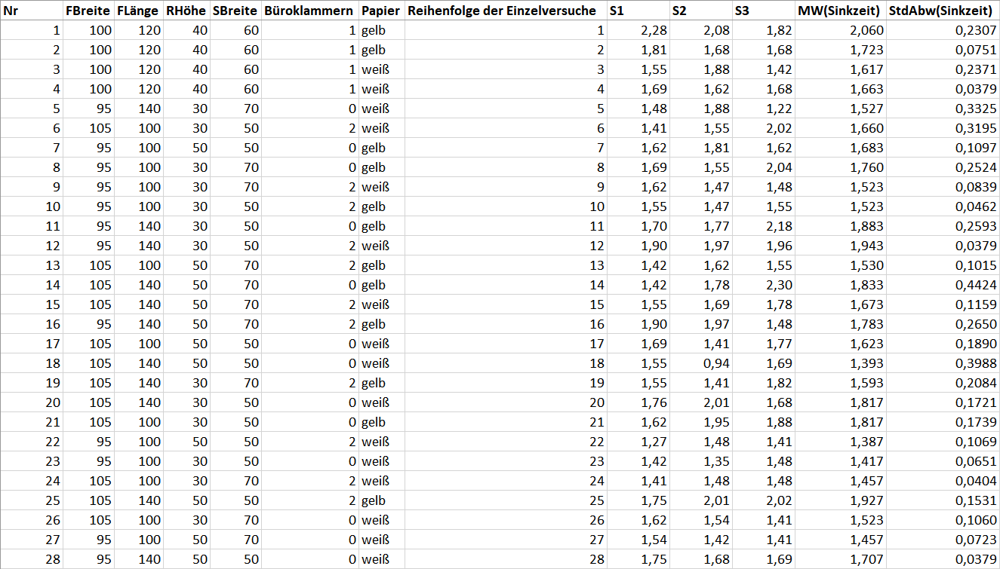 Nr FBreite FLänge RHöhe SBreite Büroklammern Papier Reihenfolge der Einzelversuche S1 S2 S3 MW(Sinkzeit) StdAbw(Sinkzeit)
1 100 120 40 60 1 gelb 1 2,28 2,08 1,82 2,060 0,2307
2 100 120 40 60 1 gelb 2 1,81 1,68 1,68 1,723 0,0751
3 100 120 40 60 1 weiß 3 1,55 1,88 1,42 1,617 0,2371
4 100 120 40 60 1 weiß 4 1,69 1,62 1,68 1,663 0,0379
5 95 140 30 70 0 weiß 5 1,48 1,88 1,22 1,527 0,3325
6 105 100 30 50 2 weiß 6 1,41 1,55 2,02 1,660 0,3195
7 95 100 50 50 0 gelb 7 1,62 1,81 1,62 1,683 0,1097
8 95 100 30 70 0 gelb 8 1,69 1,55 2,04 1,760 0,2524
9 95 100 30 70 2 weiß 9 1,62 1,47 1,48 1,523 0,0839
10 95 100 30 50 2 gelb 10 1,55 1,47 1,55 1,523 0,0462
11 95 140 30 50 0 gelb 11 1,70 1,77 2,18 1,883 0,2593
12 95 140 30 50 2 weiß 12 1,90 1,97 1,96 1,943 0,0379
13 105 100 50 70 2 gelb 13 1,42 1,62 1,55 1,530 0,1015
14 105 140 50 70 0 gelb 14 1,42 1,78 2,30 1,833 0,4424
15 105 140 50 70 2 weiß 15 1,55 1,69 1,78 1,673 0,1159
16 95 140 50 70 2 gelb 16 1,90 1,97 1,48 1,783 0,2650
17 105 100 50 50 0 weiß 17 1,69 1,41 1,77 1,623 0,1890
18 105 140 50 50 0 weiß 18 1,55 0,94 1,69 1,393 0,3988
19 105 140 30 70 2 gelb 19 1,55 1,41 1,82 1,593 0,2084
20 105 140 30 50 0 weiß 20 1,76 2,01 1,68 1,817 0,1721
21 105 100 30 50 0 gelb 21 1,62 1,95 1,88 1,817 0,1739
22 95 100 50 50 2 weiß 22 1,27 1,48 1,41 1,387 0,1069
23 95 100 30 50 0 weiß 23 1,42 1,35 1,48 1,417 0,0651
24 105 100 30 70 2 weiß 24 1,41 1,48 1,48 1,457 0,0404
25 105 140 50 50 2 gelb 25 1,75 2,01 2,02 1,927 0,1531
26 105 100 30 70 0 weiß 26 1,62 1,54 1,41 1,523 0,1060
27 95 100 50 70 0 weiß 27 1,54 1,42 1,41 1,457 0,0723
28 95 140 50 50 0 weiß 28 1,75 1,68 1,69 1,707 0,0379